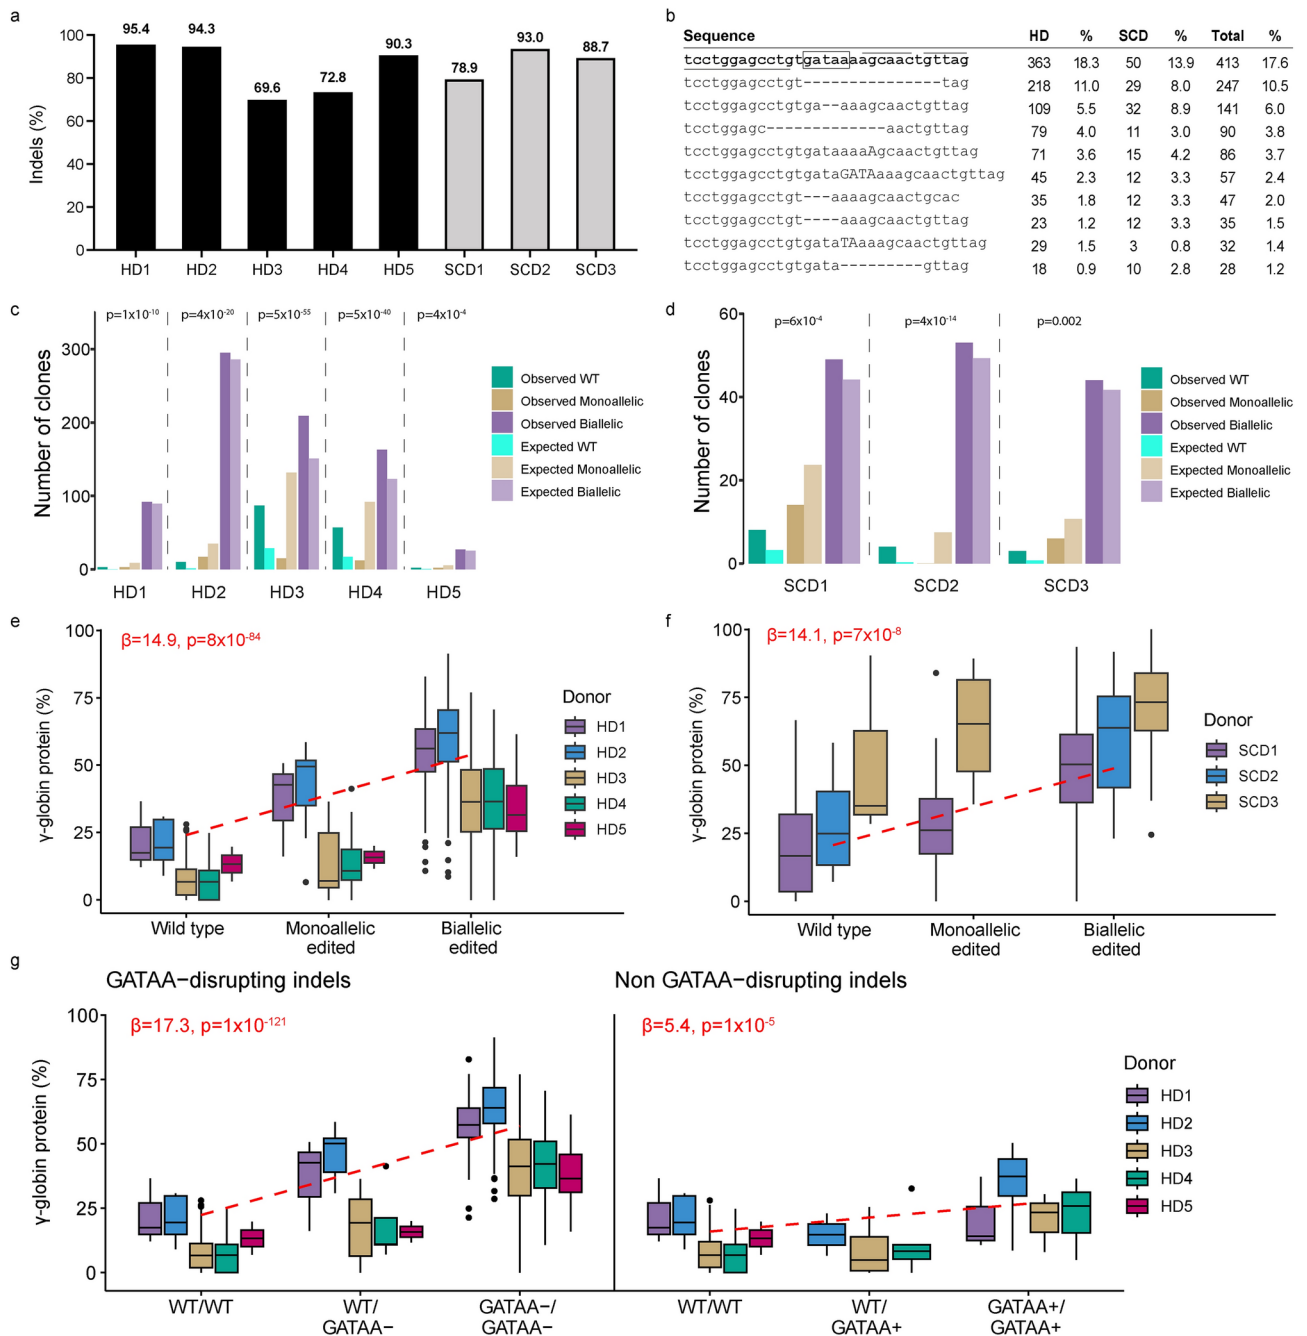 a
Indels (%)
100
80
60
40
20
0
95.4
94.3
69.6
72.8
90.3
78.9
93.0
88.7
HD1 HD2 HD3 HD4 HD5 SCD1 SCD2 SCD3
b
Sequence HD % SCD % Total %
tcctggagcctgtgataaaagcaactgttag 363 18.3 50 13.9 413 17.6
tcctggagcctgt---------------tag 218 11.0 29 8.0 247 10.5
tcctggagcctgtga--aaagcaactgttag 109 5.5 32 8.9 141 6.0
tcctggagc-------------aactgttag 79 4.0 11 3.0 90 3.8
tcctggagcctgtgataaaaAgcaactgttag 71 3.6 15 4.2 86 3.7
tcctggagcctgtgataGATAaaagcaactgttag 45 2.3 12 3.3 57 2.4
tcctggagcctgt---aaaagcaactgcac 35 1.8 12 3.3 47 2.0
tcctggagcctgt----aaagcaactgttag 23 1.2 12 3.3 35 1.5
tcctggagcctgtgataTAaaagcaactgttag 29 1.5 3 0.8 32 1.4
tcctggagcctgtgata---------gttag 18 0.9 10 2.8 28 1.2
c
Number of clones
300
200
100
0
p=1x10⁻¹⁰ p=4x10⁻²⁰ p=5x10⁻⁵⁵ p=5x10⁻⁴⁰ p=4x10⁻⁴
HD1 HD2 HD3 HD4 HD5
Observed WT
Observed Monoallelic
Observed Biallelic
Expected WT
Expected Monoallelic
Expected Biallelic
d
Number of clones
60
40
20
0
p=6x10⁻⁴ p=4x10⁻¹⁴ p=0.002
SCD1 SCD2 SCD3
Observed WT
Observed Monoallelic
Observed Biallelic
Expected WT
Expected Monoallelic
Expected Biallelic
e
γ-globin protein (%)
100
75
50
25
0
β=14.9, p=8x10⁻⁸⁴
Wild type Monoallelic edited Biallelic edited
Donor
HD1
HD2
HD3
HD4
HD5
f
γ-globin protein (%)
100
75
50
25
0
β=14.1, p=7x10⁻⁸
Wild type Monoallelic edited Biallelic edited
Donor
SCD1
SCD2
SCD3
g
GATAA−disrupting indels
Non GATAA−disrupting indels
γ-globin protein (%)
100
75
50
25
0
β=17.3, p=1x10⁻¹²¹
β=5.4, p=1x10⁻⁵
WT/WT WT/ GATAA− GATAA−/ GATAA−
WT/WT WT/ GATAA+ GATAA+/ GATAA+
Donor
HD1
HD2
HD3
HD4
HD5